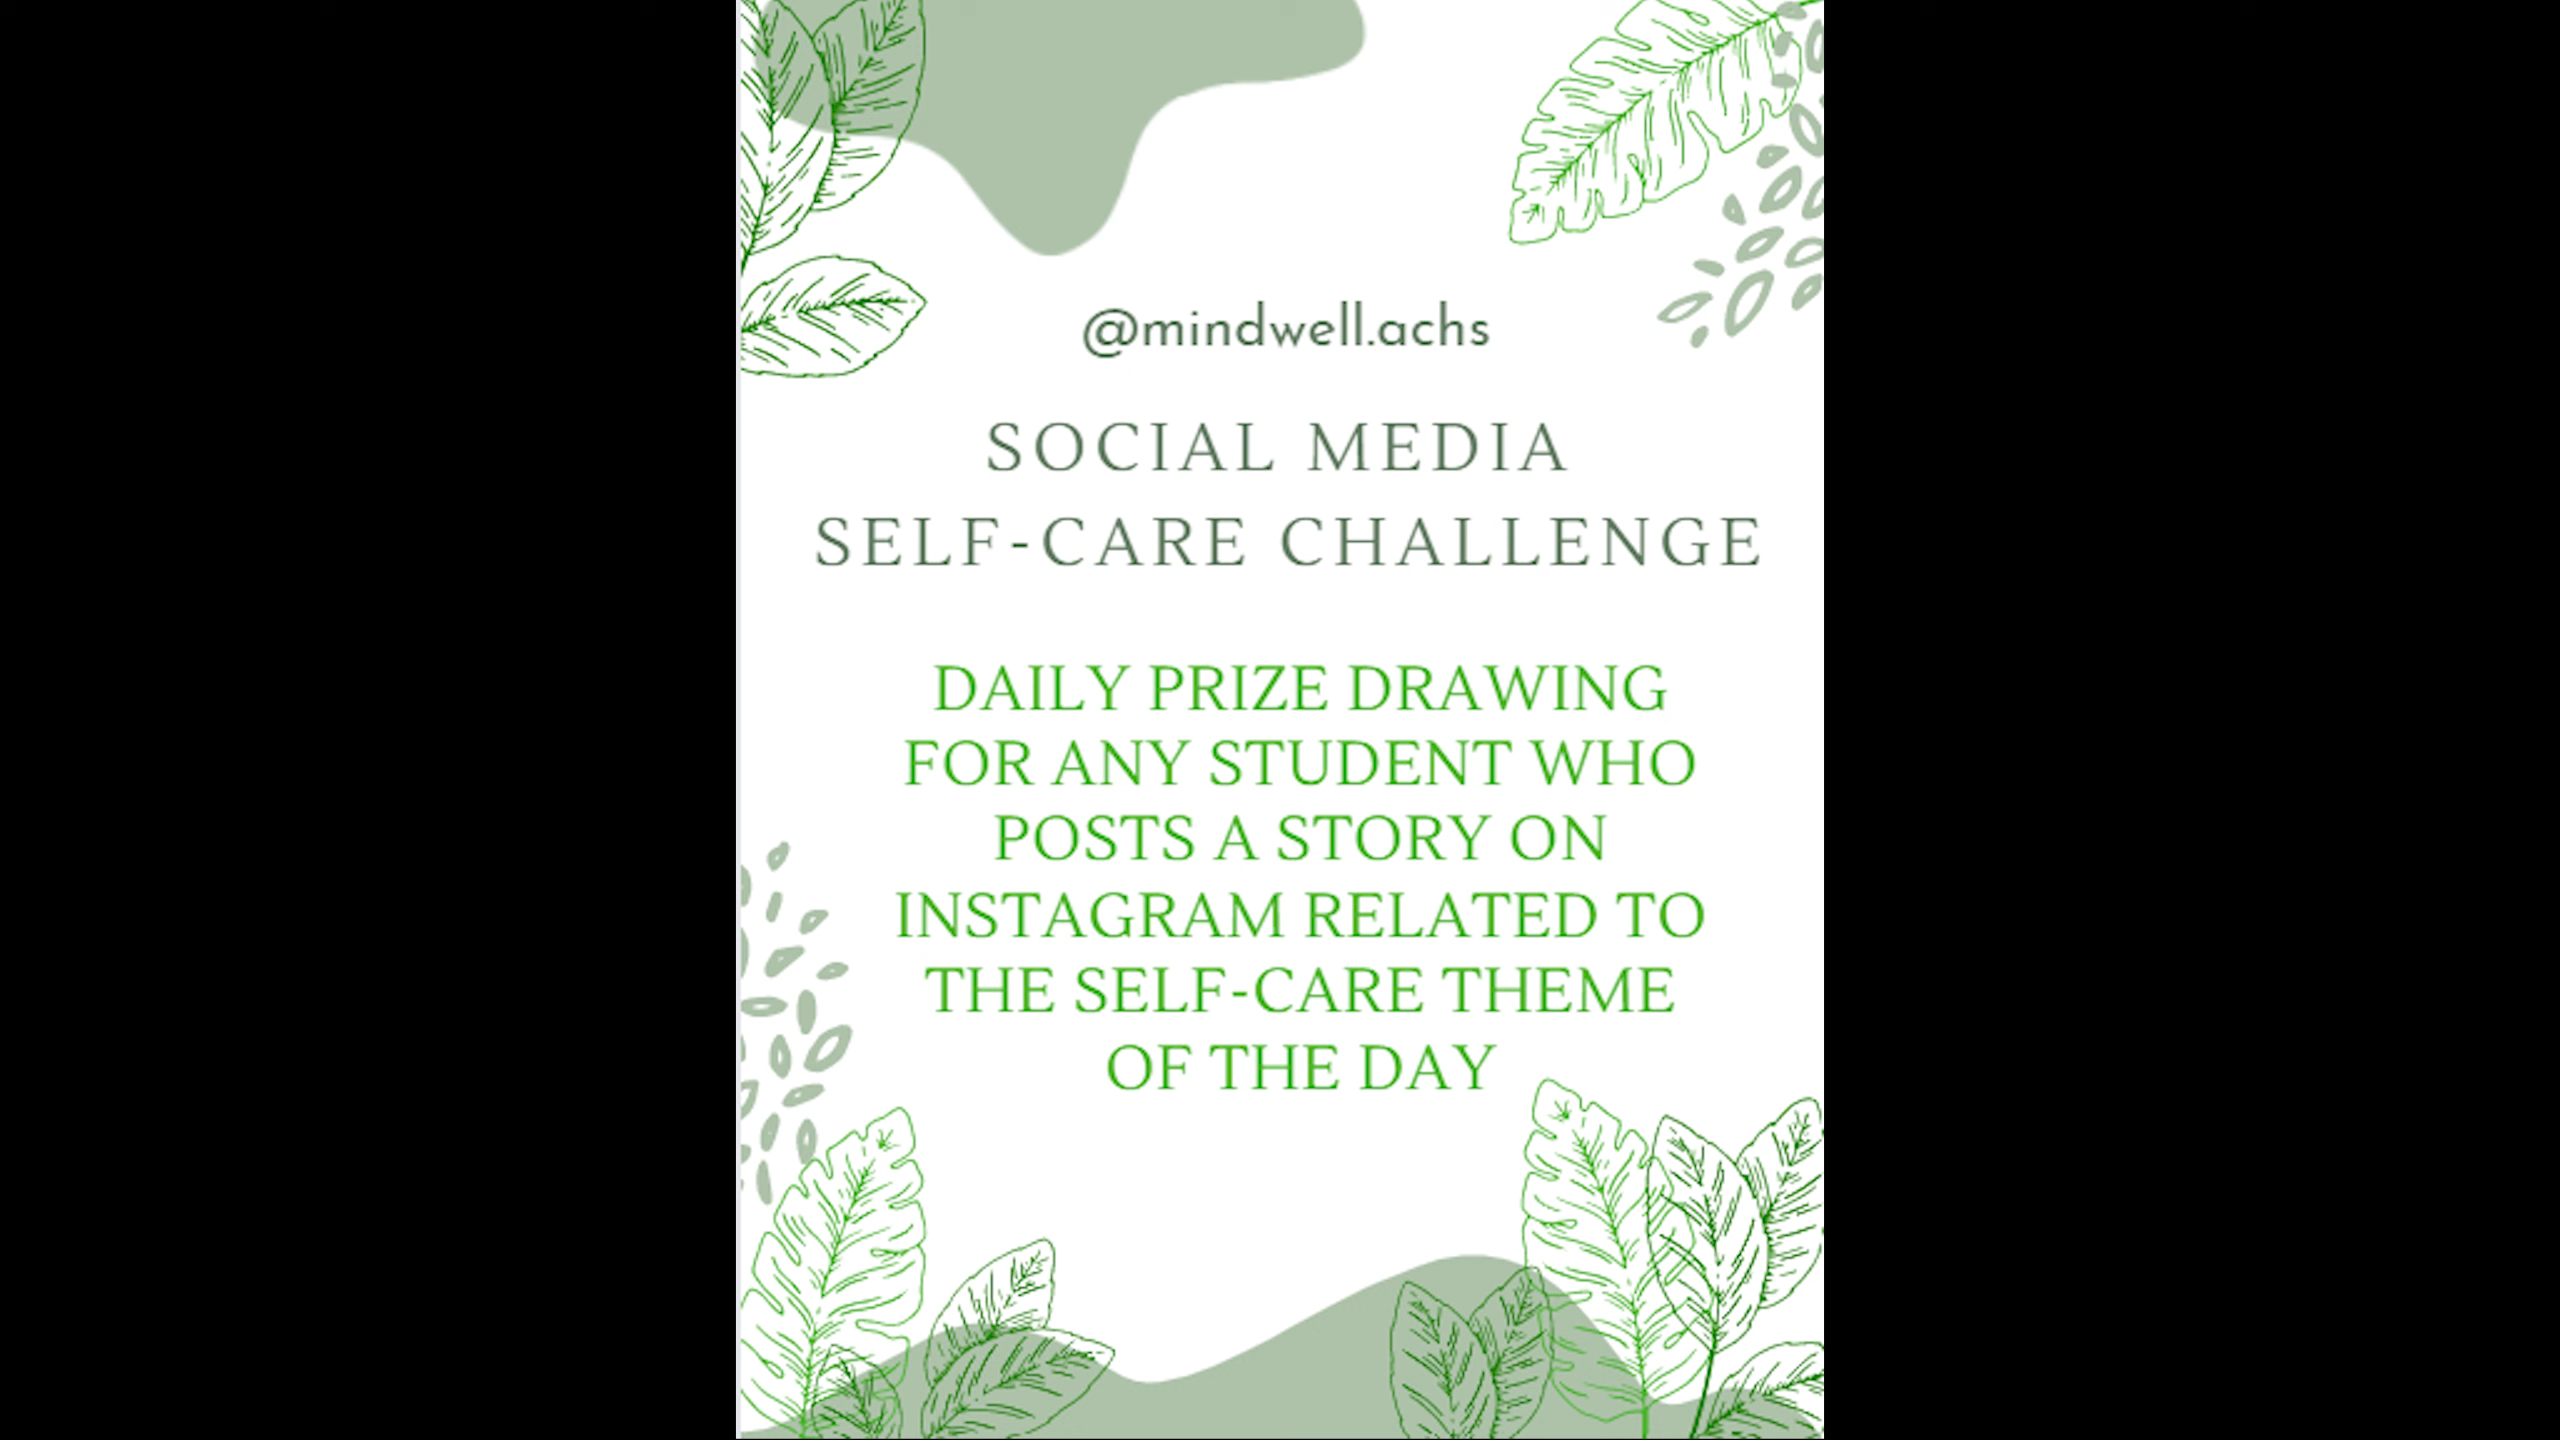 @mindwell.achs
SOCIAL MEDIA
SELF-CARE CHALLENGE
DAILY PRIZE DRAWING
FOR ANY STUDENT WHO
POSTS A STORY ON
INSTAGRAM RELATED TO
THE SELF-CARE THEME
OF THE DAY